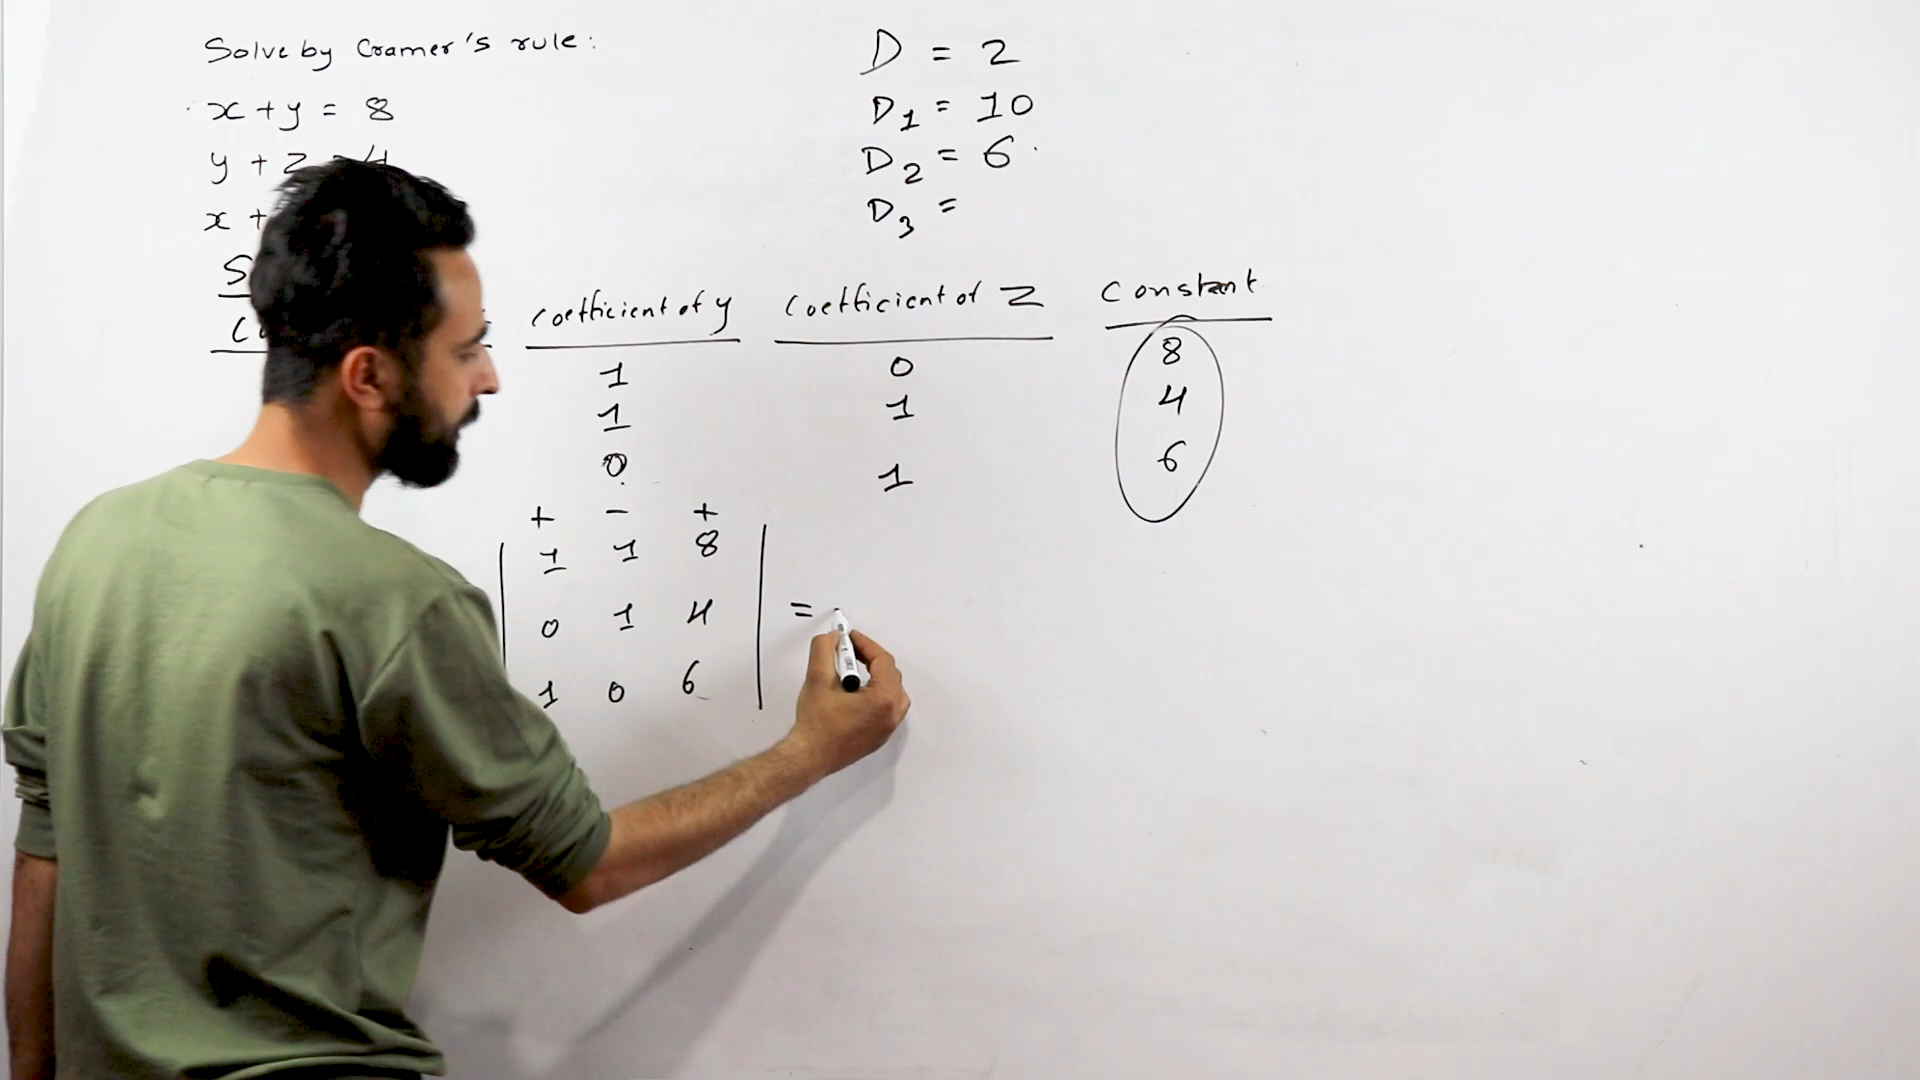 Solve by Cramer's rule:
x + y = 8
y + z
x +
D = 2
D1 = 10
D2 = 6
D3 =
coefficient of y coefficient of z constant
1 0 8
1 1 4
0 1 6
+ - +
1 1 8
0 1 4 =
1 0 6